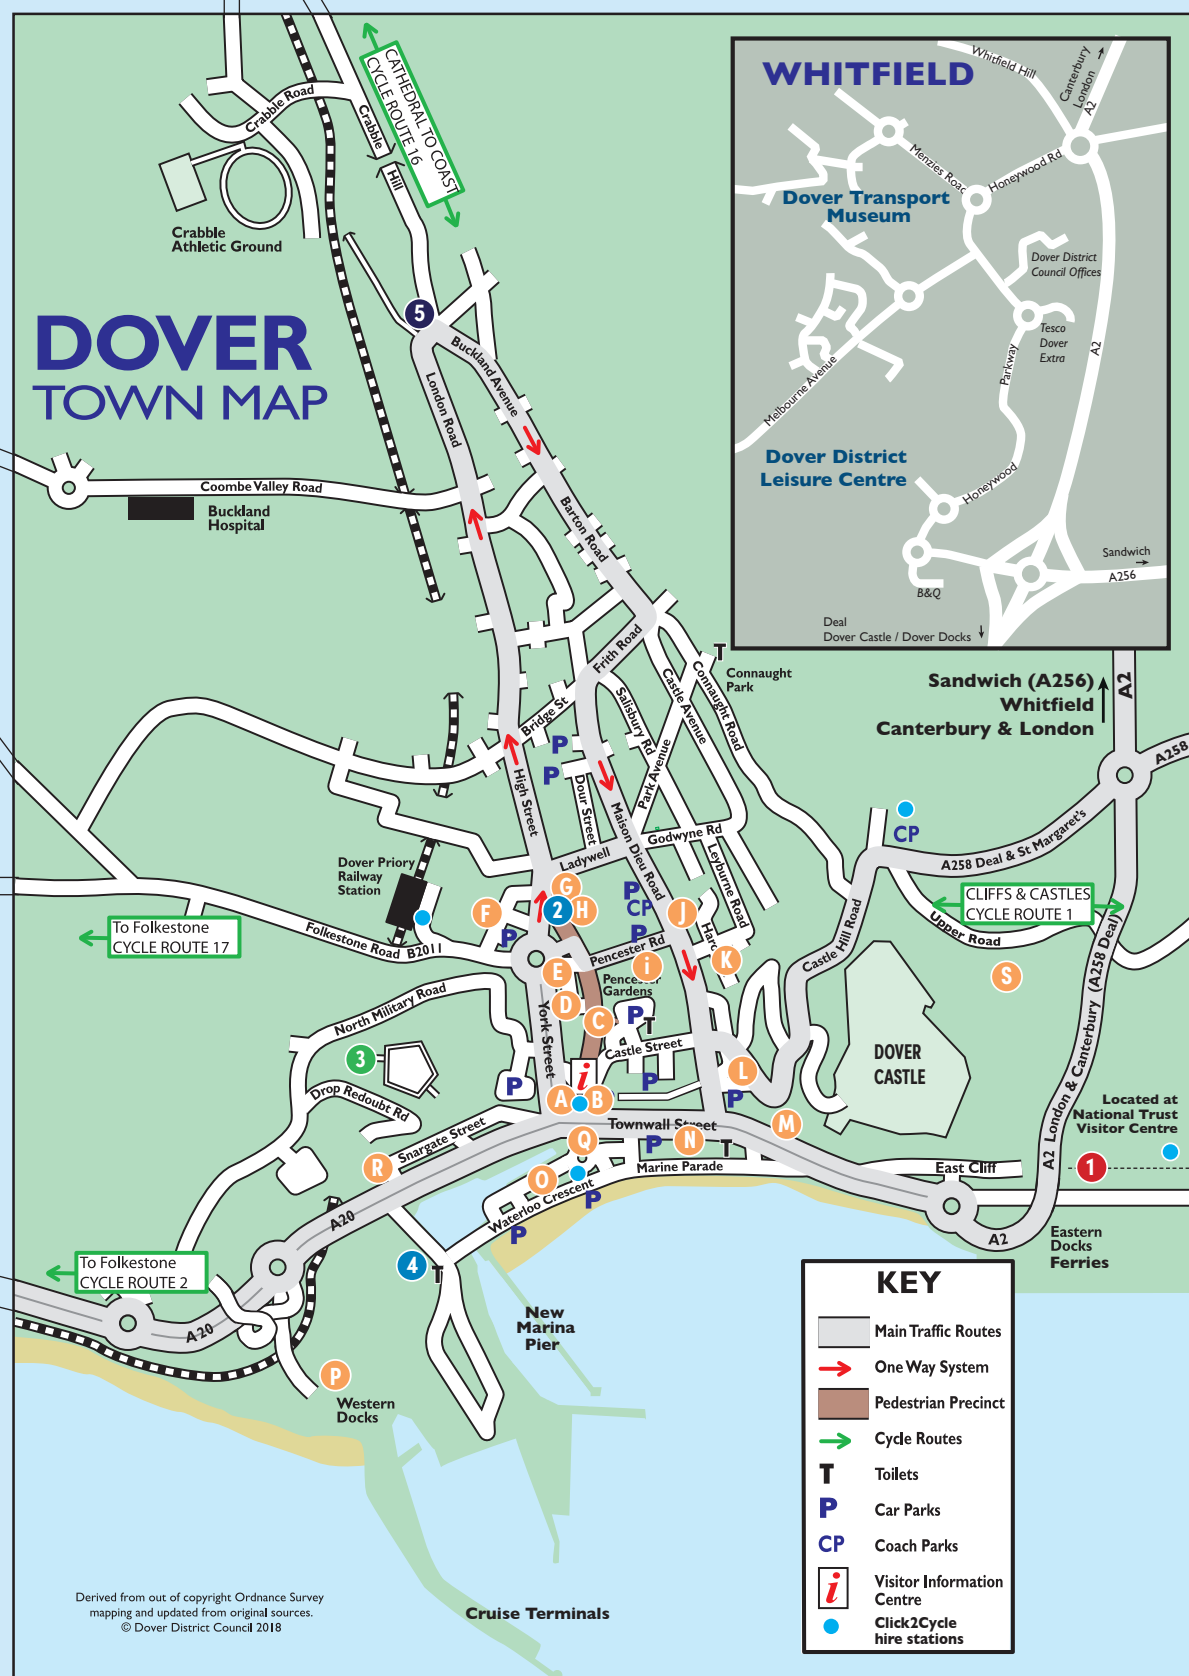 DOVER
TOWN MAP
CATHEDRAL TO COAST
CYCLE ROUTE 16
Crabble Road
Crabble
Hill
Crabble
Athletic Ground
5
Buckland Avenue
London Road
Coombe Valley Road
Buckland
Hospital
Barton Road
Frith Road
T
Connaught
Park
Connaught Road
Castle Avenue
Salisbury Rd
Bridge St
P
P
Park Avenue
High Street
Dour Street
Maison Dieu Road
Godwyne Rd
Ladywell
Leyburne Road
Dover Priory
Railway
Station
Folkestone Road B2011
To Folkestone
CYCLE ROUTE 17
F
P
G
2
H
P
CP
P
J
Pencester Rd
K
i
E
Pencester
Gardens
D
C
P
T
York Street
Castle Street
North Military Road
3
Drop Redoubt Rd
P
i
P
A
B
L
P
M
Townwall Street
Q
P
N
T
Marine Parade
Snargate Street
R
O
Waterloo Crescent
P
P
East Cliff
A20
A20
4
T
To Folkestone
CYCLE ROUTE 2
P
Western
Docks
New
Marina
Pier
Cruise Terminals
CP
A258 Deal & St Margaret's
A258
CLIFFS & CASTLES
CYCLE ROUTE 1
Upper Road
Castle Hill Road
S
DOVER
CASTLE
A2 London & Canterbury (A258 Deal)
Located at
National Trust
Visitor Centre
1
A2
Eastern
Docks
Ferries
Sandwich (A256)
Whitfield
Canterbury & London
A2
WHITFIELD
Whitfield Hill
Canterbury
London
A2
Menzies Road
Honeywood Rd
Dover Transport
Museum
Dover District
Council Offices
Tesco
Dover
Extra
A2
Parkway
Melbourne Avenue
Dover District
Leisure Centre
Honeywood
B&Q
Sandwich
A256
Deal
Dover Castle / Dover Docks
KEY
Main Traffic Routes
One Way System
Pedestrian Precinct
Cycle Routes
T Toilets
P Car Parks
CP Coach Parks
i Visitor Information
Centre
Click2Cycle
hire stations
Derived from out of copyright Ordnance Survey
mapping and updated from original sources.
© Dover District Council 2018